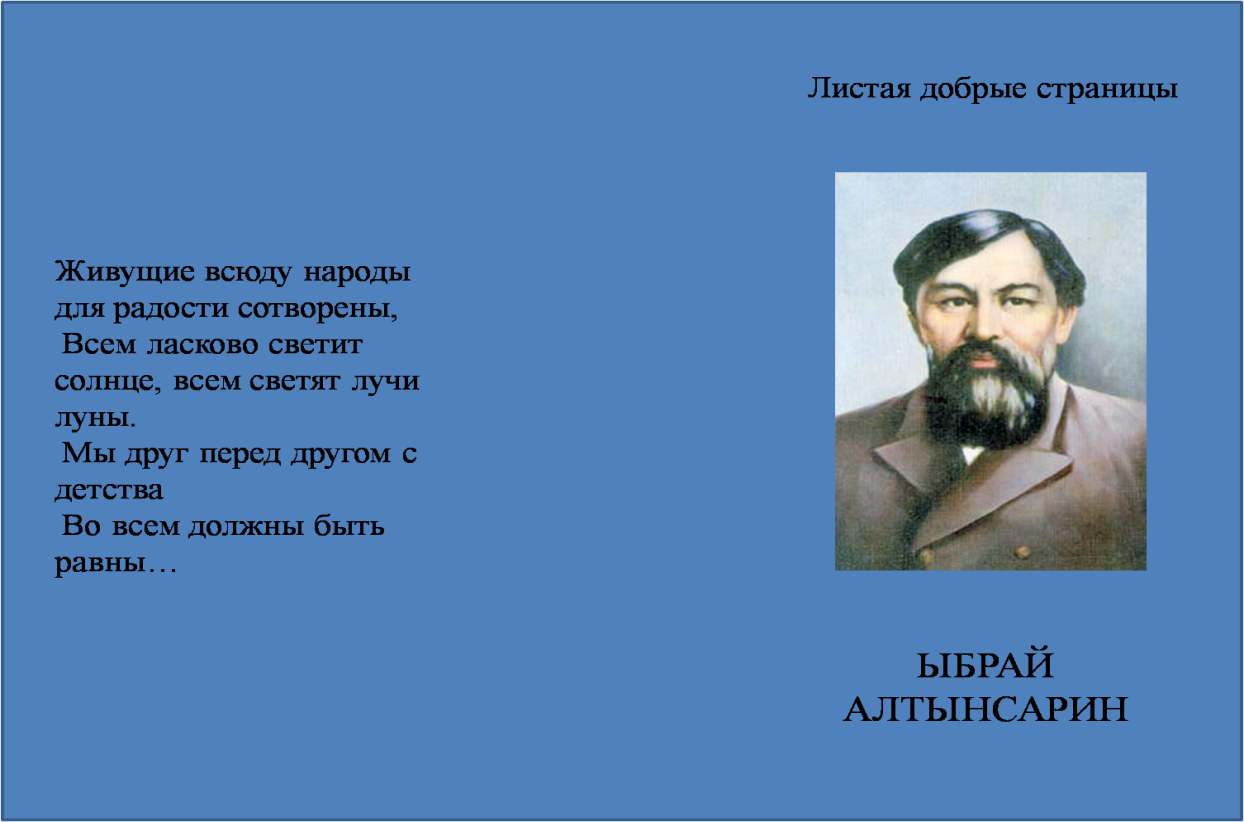 Листая добрые страницы
Живущие всюду народы
для радости сотворены,
Всем ласково светит
солнце, всем светят лучи
луны.
Мы друг перед другом с
детства
Во всем должны быть
равны…
ЫБРАЙ
АЛТЫНСАРИН